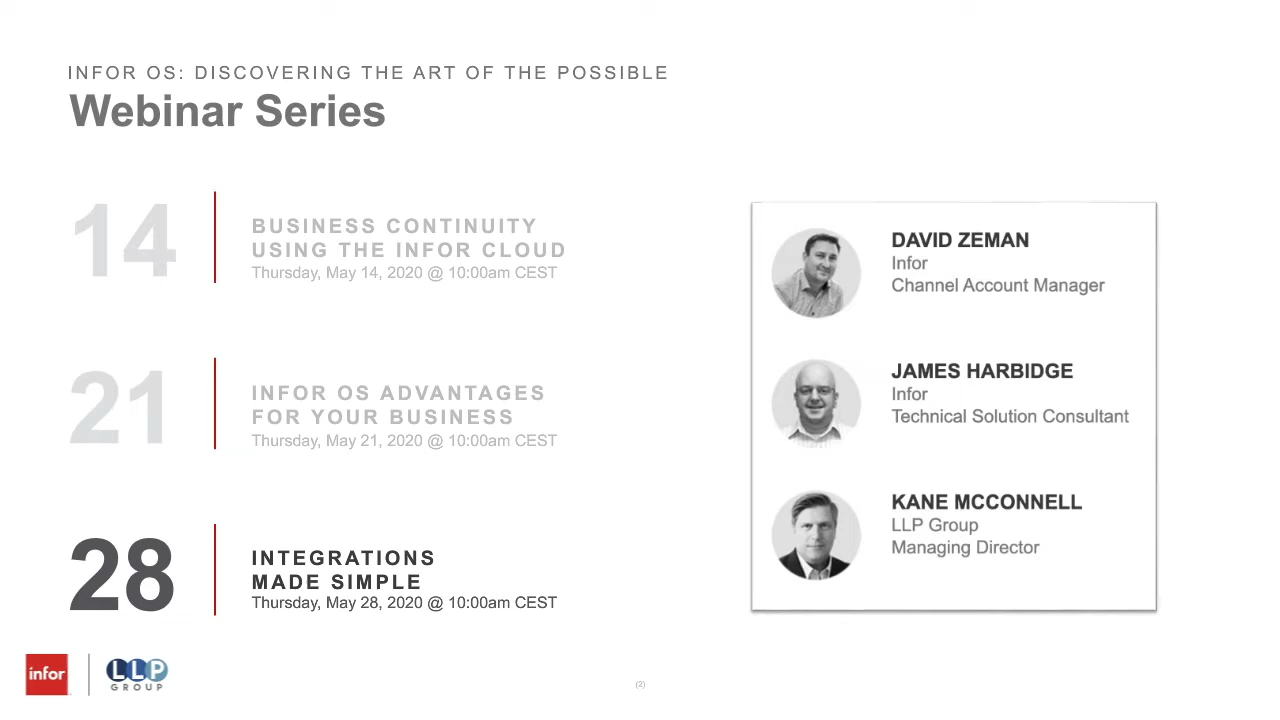 INFOR OS: DISCOVERING THE ART OF THE POSSIBLE
Webinar Series
14
BUSINESS CONTINUITY
USING THE INFOR CLOUD
Thursday, May 14, 2020 @ 10:00am CEST
21
INFOR OS ADVANTAGES
FOR YOUR BUSINESS
Thursday, May 21, 2020 @ 10:00am CEST
28
INTEGRATIONS
MADE SIMPLE
Thursday, May 28, 2020 @ 10:00am CEST
DAVID ZEMAN
Infor
Channel Account Manager
JAMES HARBIDGE
Infor
Technical Solution Consultant
KANE MCCONNELL
LLP Group
Managing Director
infor
LLP
GROUP
(2)